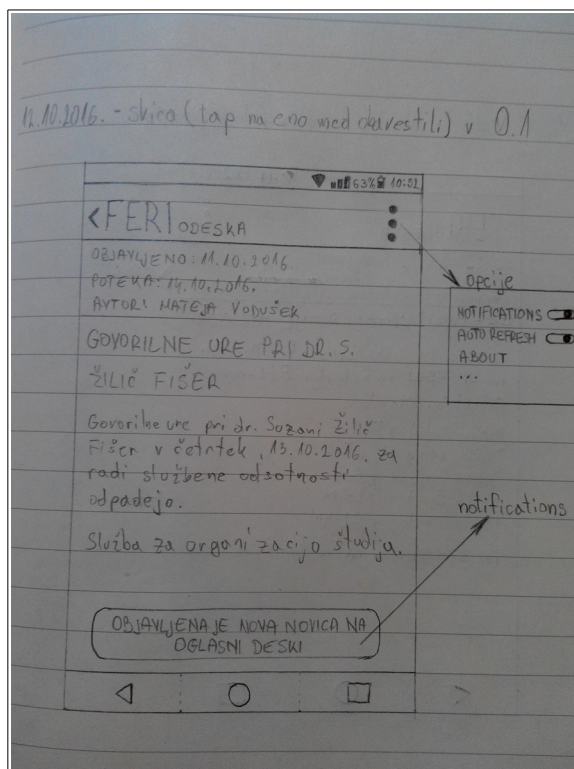 12.10.2016. - skica (tap na eno med obvestili) v 0.1
63% 10:52
<FERI ODESKA
OBJAVLJENO: 11.10.2016.
POTEKA: 14.10.2016.
AVTOR: MATEJA VODUŠEK
GOVORILNE URE PRI DR. S.
ŽILIČ FIŠER
Govorilne ure pri dr. Suzani Žilič
Fišer v četrtek, 13.10.2016. za
radi službene odsotnosti
odpadejo.
Služba za organizacijo študija.
OBJAVLJENA JE NOVA NOVICA NA
OGLASNI DESKI
opcije
NOTIFICATIONS
AUTO REFRESH
ABOUT
...
notifications